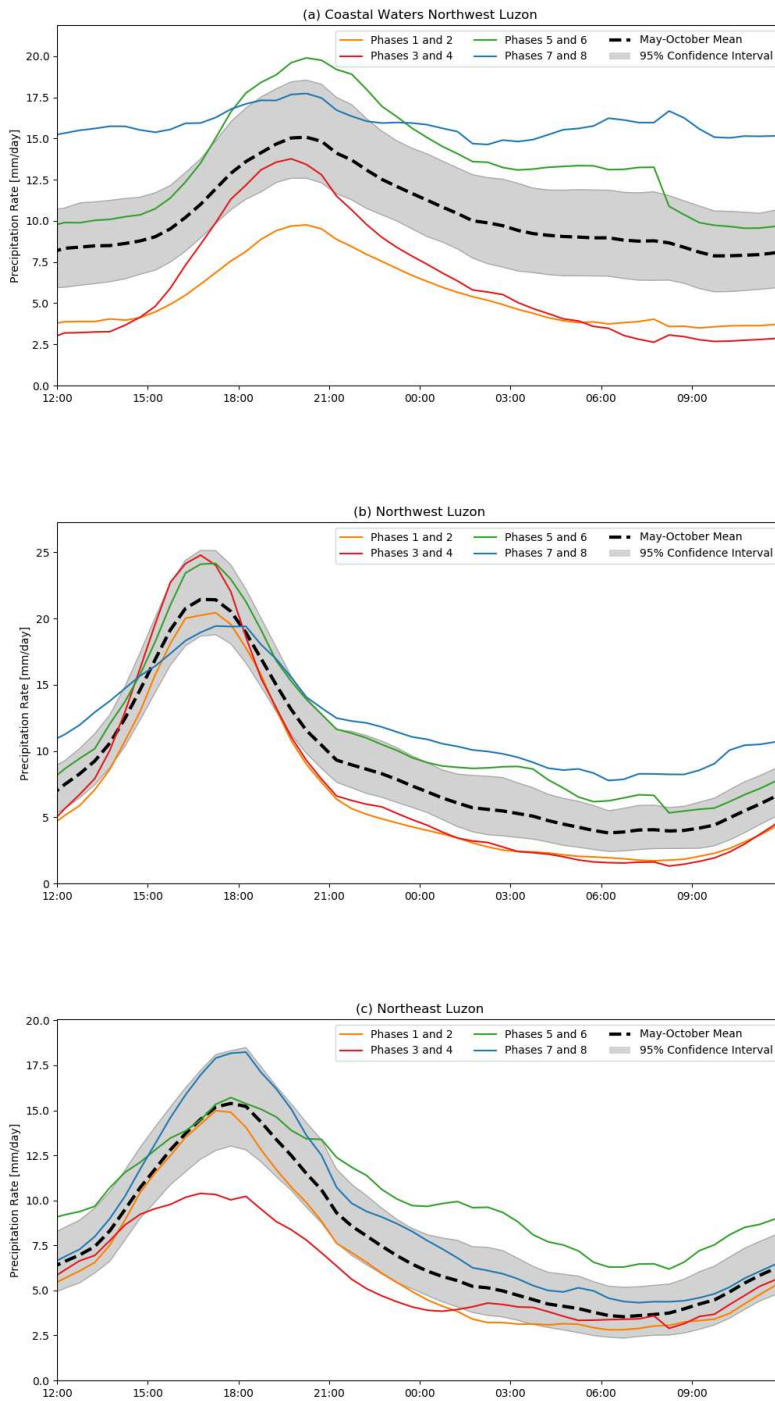 (a) Coastal Waters Northwest Luzon
Phases 1 and 2 Phases 5 and 6 May-October Mean
Phases 3 and 4 Phases 7 and 8 95% Confidence Interval
Precipitation Rate [mm/day]
20.0
17.5
15.0
12.5
10.0
7.5
5.0
2.5
0.0
12:00 15:00 18:00 21:00 00:00 03:00 06:00 09:00
(b) Northwest Luzon
Phases 1 and 2 Phases 5 and 6 May-October Mean
Phases 3 and 4 Phases 7 and 8 95% Confidence Interval
Precipitation Rate [mm/day]
25
20
15
10
5
0
12:00 15:00 18:00 21:00 00:00 03:00 06:00 09:00
(c) Northeast Luzon
Phases 1 and 2 Phases 5 and 6 May-October Mean
Phases 3 and 4 Phases 7 and 8 95% Confidence Interval
Precipitation Rate [mm/day]
20.0
17.5
15.0
12.5
10.0
7.5
5.0
2.5
0.0
12:00 15:00 18:00 21:00 00:00 03:00 06:00 09:00